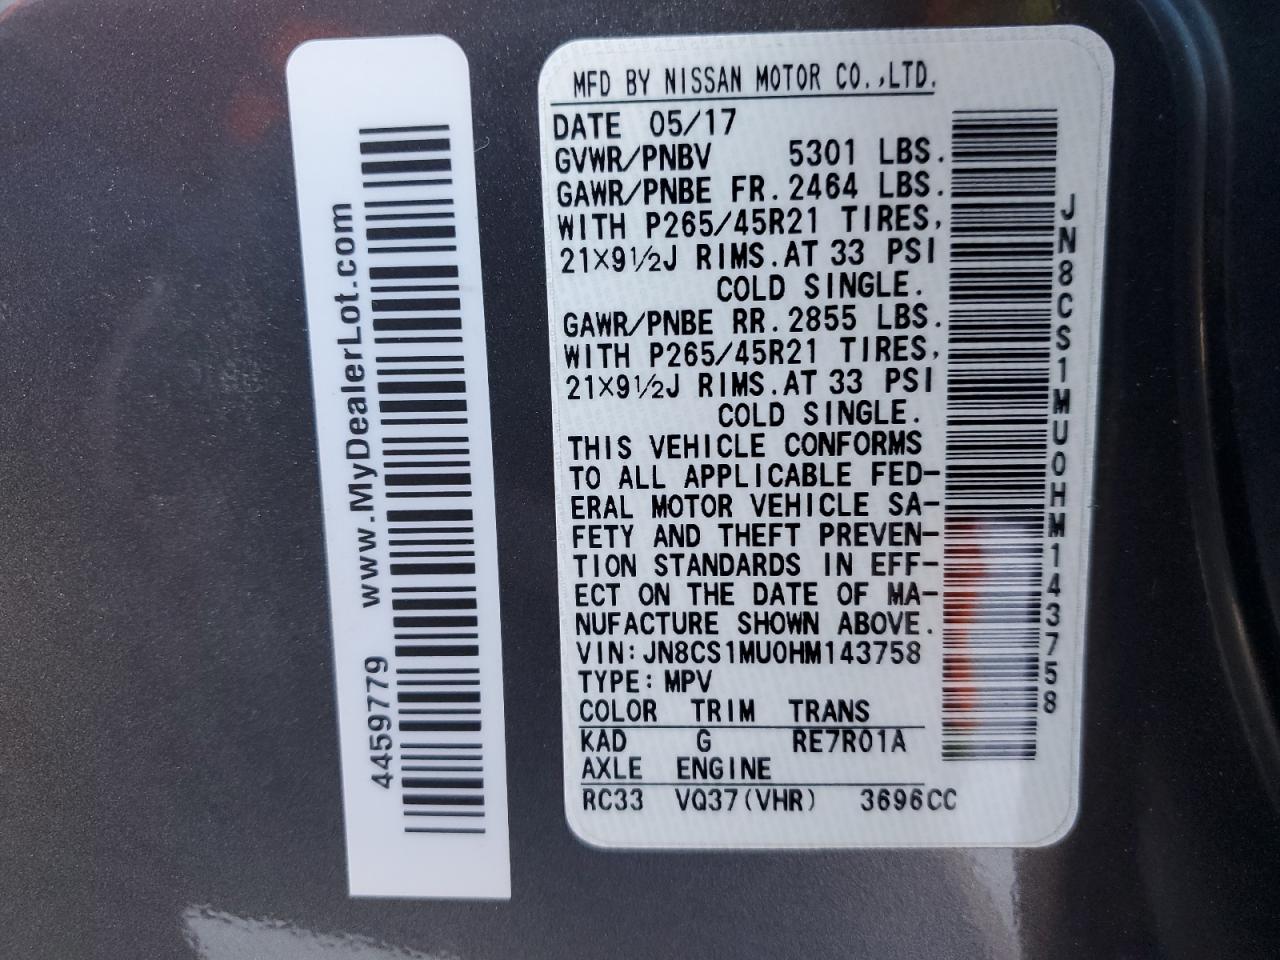 MFD BY NISSAN MOTOR CO.,LTD.
DATE 05/17
GVWR/PNBV 5301 LBS.
GAWR/PNBE FR. 2464 LBS.
WITH P265/45R21 TIRES,
21×9½J RIMS. AT 33 PSI
COLD SINGLE.
GAWR/PNBE RR. 2855 LBS.
WITH P265/45R21 TIRES,
21×9½J RIMS. AT 33 PSI
COLD SINGLE.
THIS VEHICLE CONFORMS
TO ALL APPLICABLE FED-
ERAL MOTOR VEHICLE SA-
FETY AND THEFT PREVEN-
TION STANDARDS IN EFF-
ECT ON THE DATE OF MA-
NUFACTURE SHOWN ABOVE.
VIN: JN8CS1MU0HM143758
TYPE: MPV
COLOR TRIM TRANS
KAD G RE7R01A
AXLE ENGINE
RC33 VQ37(VHR) 3696CC
JN8CS1MU0HM143758
4459779 www.MyDealerLot.com